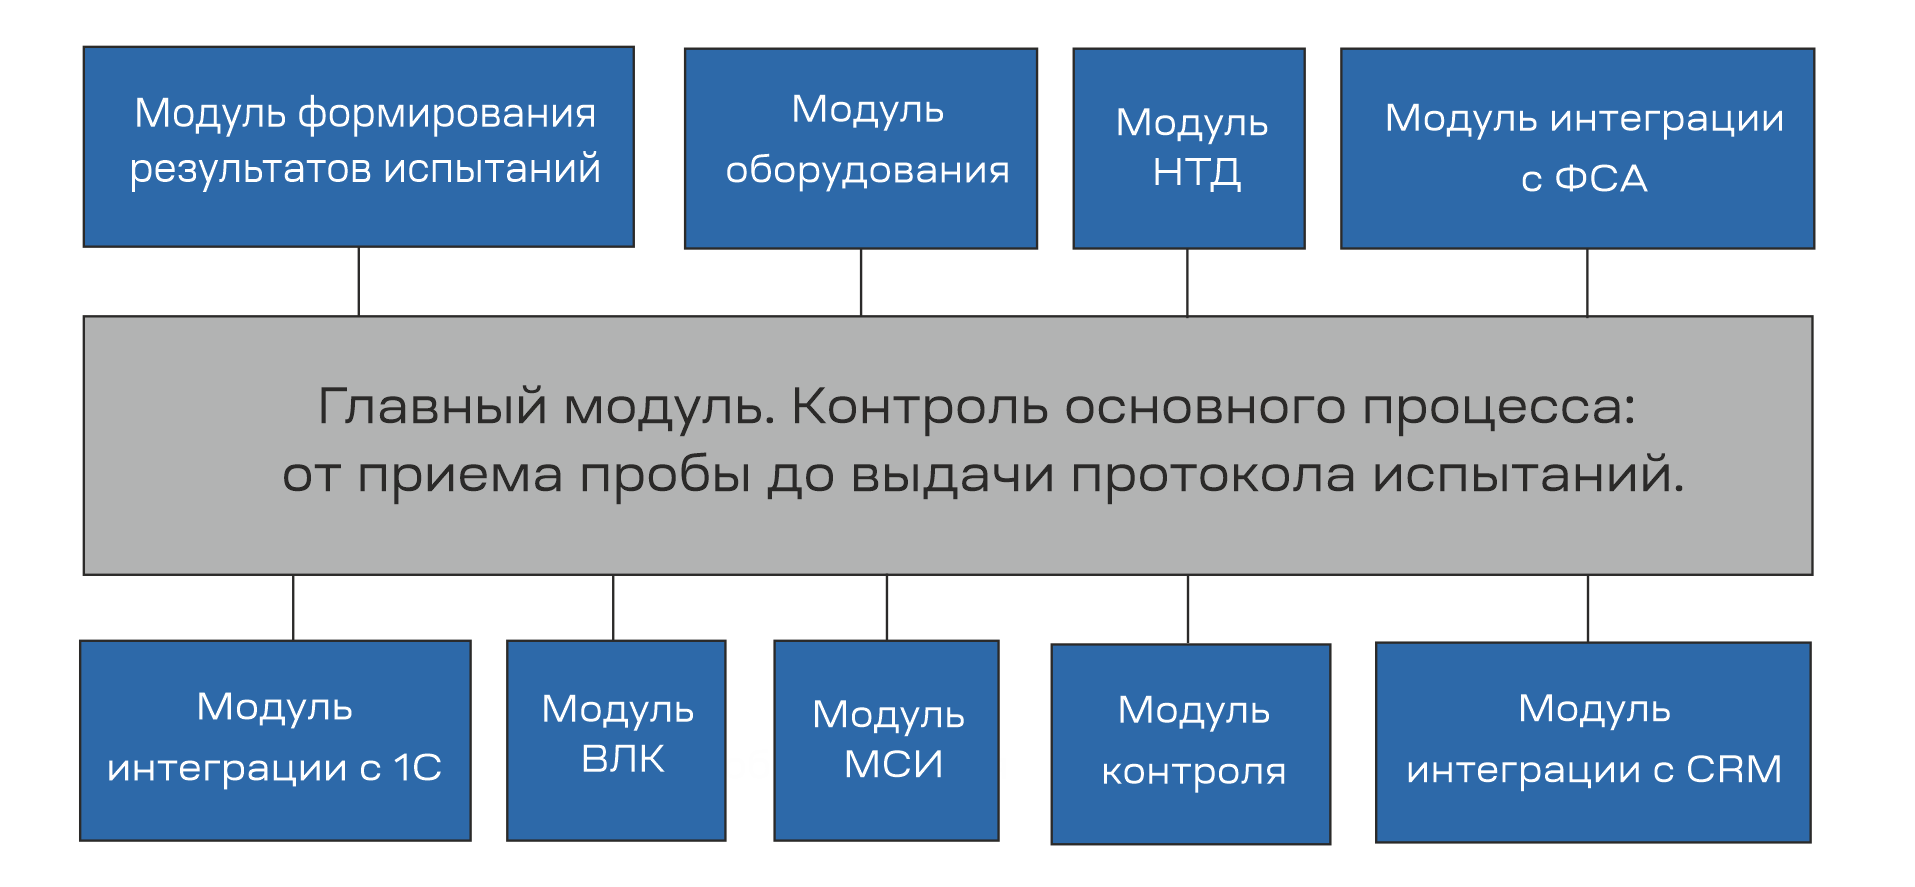 Модуль формирования
результатов испытаний
Модуль
оборудования
Модуль
НТД
Модуль интеграции
с ФСА
Главный модуль. Контроль основного процесса:
от приема пробы до выдачи протокола испытаний.
Модуль
интеграции с 1С
Модуль
ВЛК
Модуль
МСИ
Модуль
контроля
Модуль
интеграции с CRM